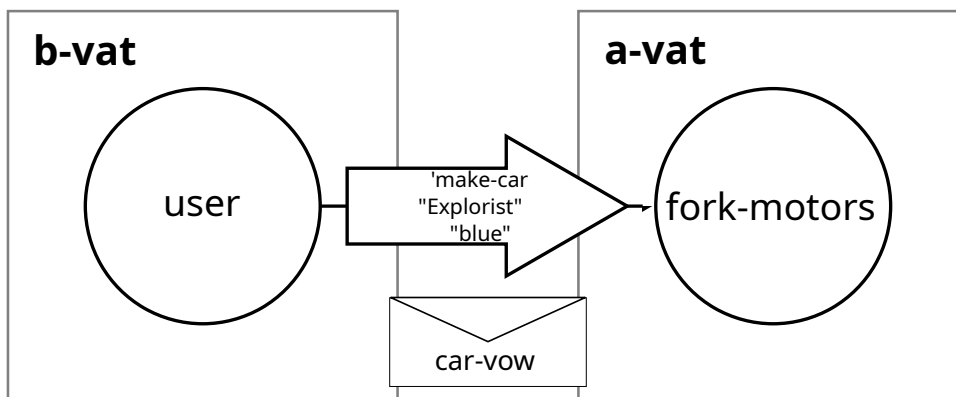 b-vat
a-vat
user
'make-car
"Explorist"
"blue"
fork-motors
car-vow